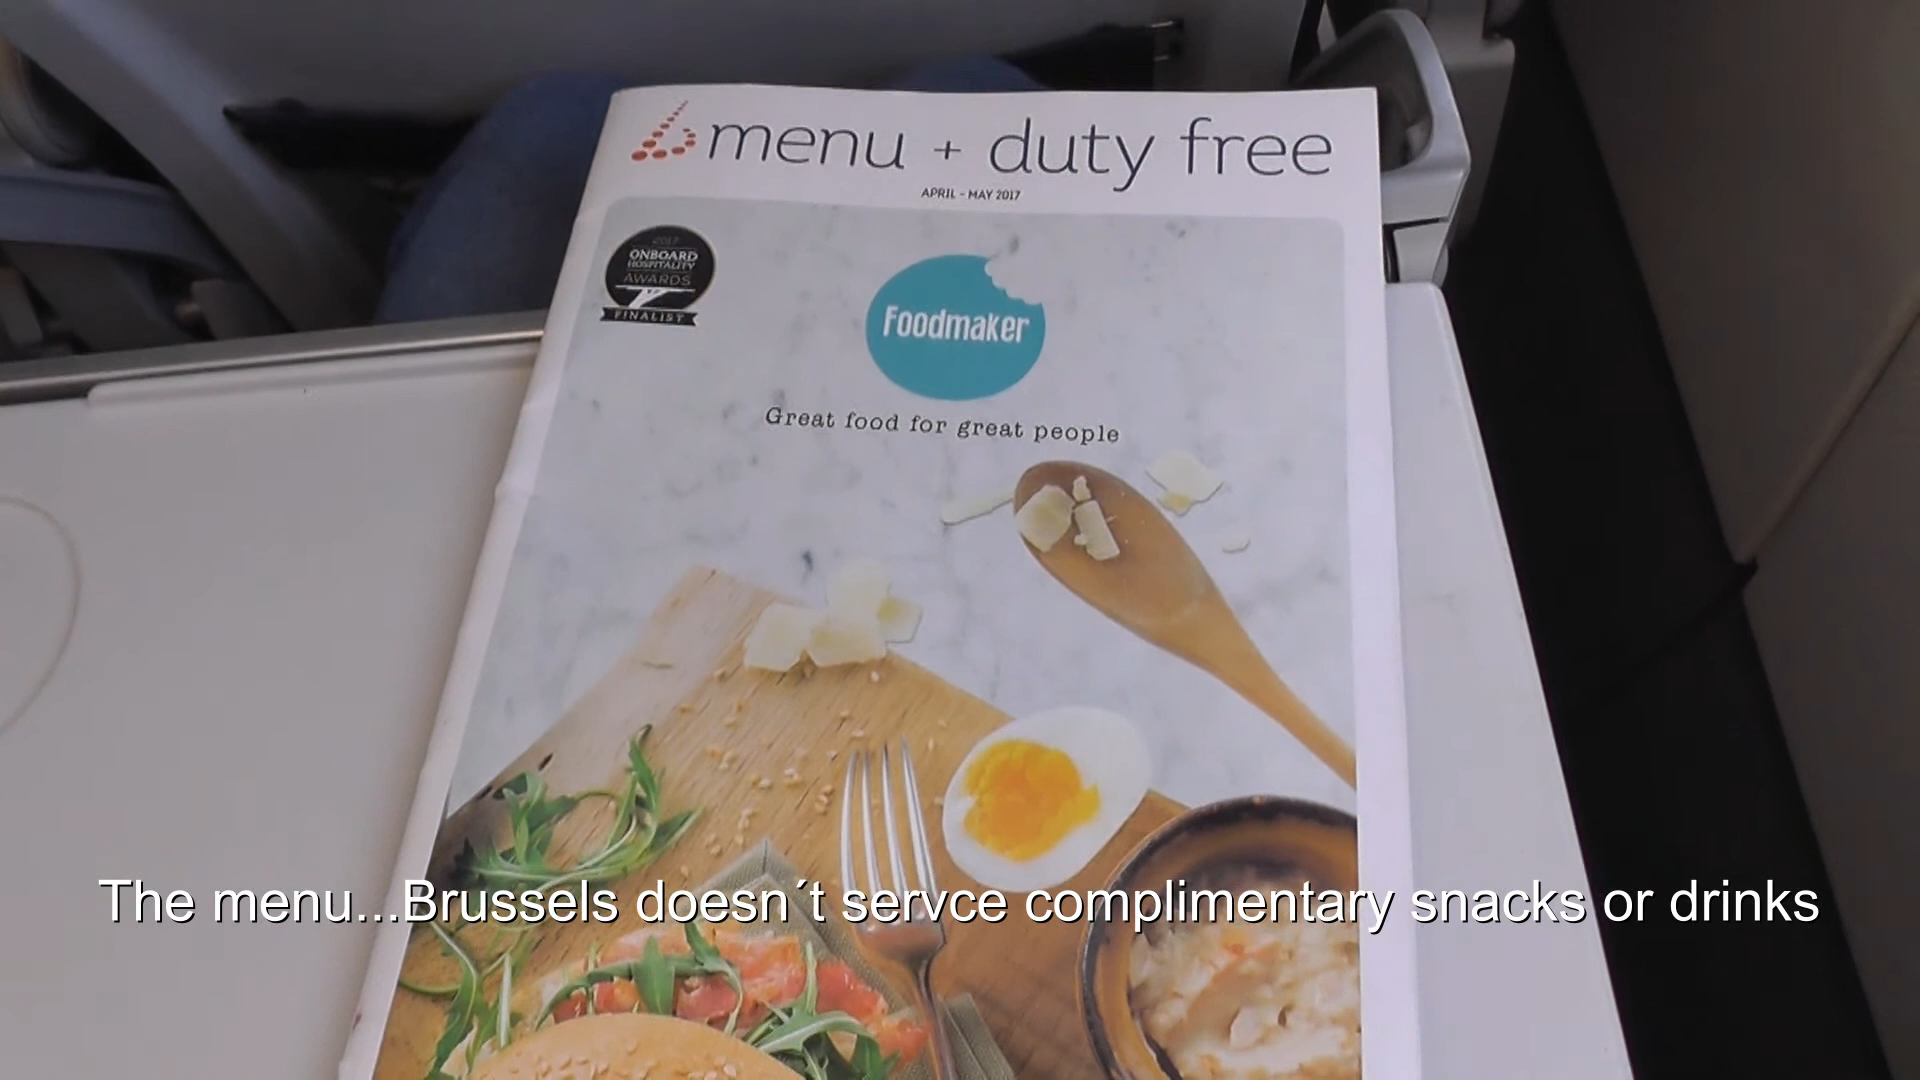 b menu + duty free
APRIL - MAY 2017
2017
ONBOARD
HOSPITALITY
AWARDS
FINALIST
Foodmaker
Great food for great people
The menu...Brussels doesn´t servce complimentary snacks or drinks